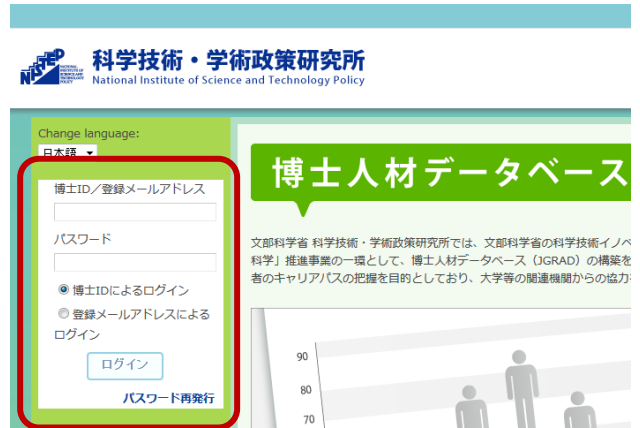 NISTEP
NATIONAL
INSTITUTE OF
SCIENCE AND
TECHNOLOGY
POLICY
科学技術・学術政策研究所
National Institute of Science and Technology Policy
Change language:
日本語
博士ID／登録メールアドレス
パスワード
博士IDによるログイン
登録メールアドレスによる
ログイン
ログイン
パスワード再発行
博士人材データベース
文部科学省 科学技術・学術政策研究所では、文部科学省の科学技術イノベ
科学」推進事業の一環として、博士人材データベース（JGRAD）の構築を
者のキャリアパスの把握を目的としており、大学等の関連機関からの協力
90
80
70